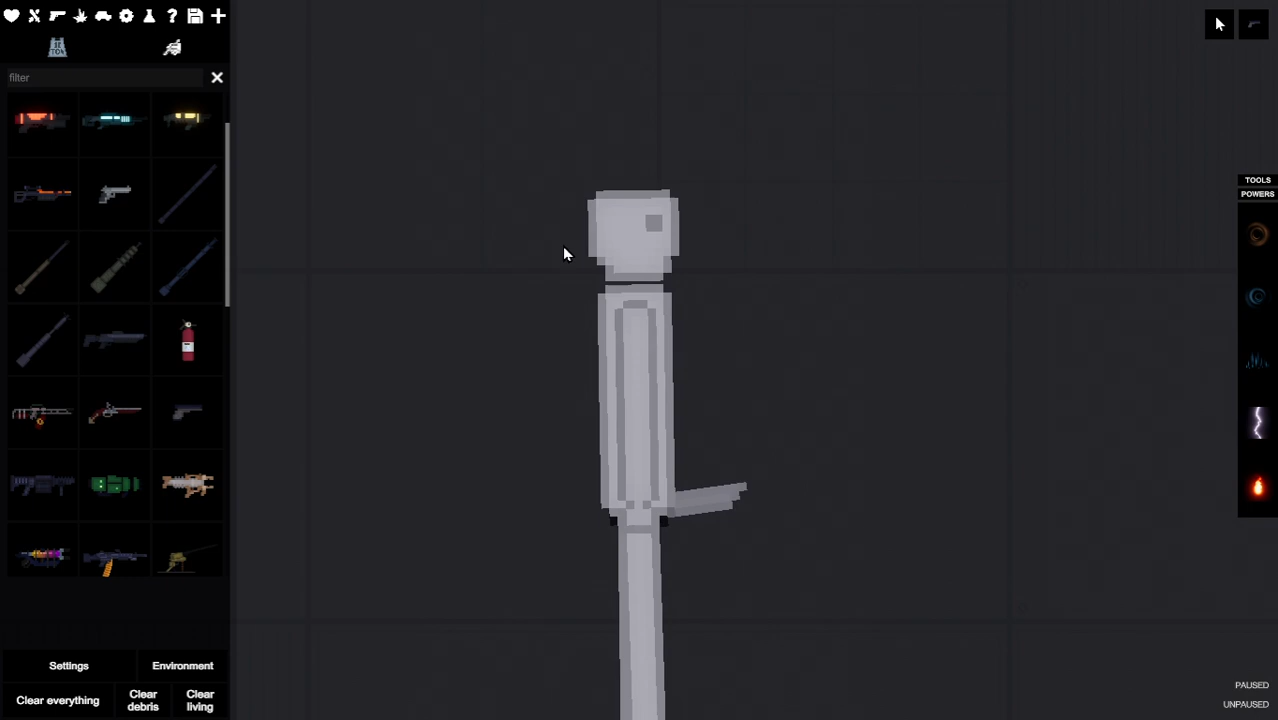 filter
TOOLS
POWERS
Settings
Environment
Clear everything
Clear
debris
Clear
living
PAUSED
UNPAUSED